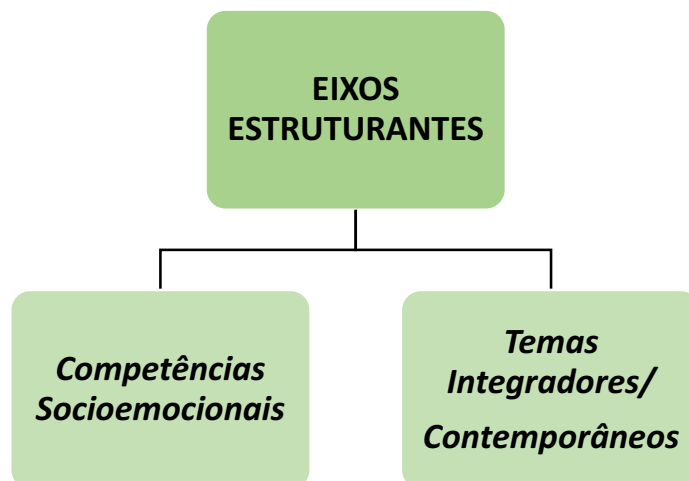 EIXOS
ESTRUTURANTES
Competências
Socioemocionais
Temas
Integradores/
Contemporâneos